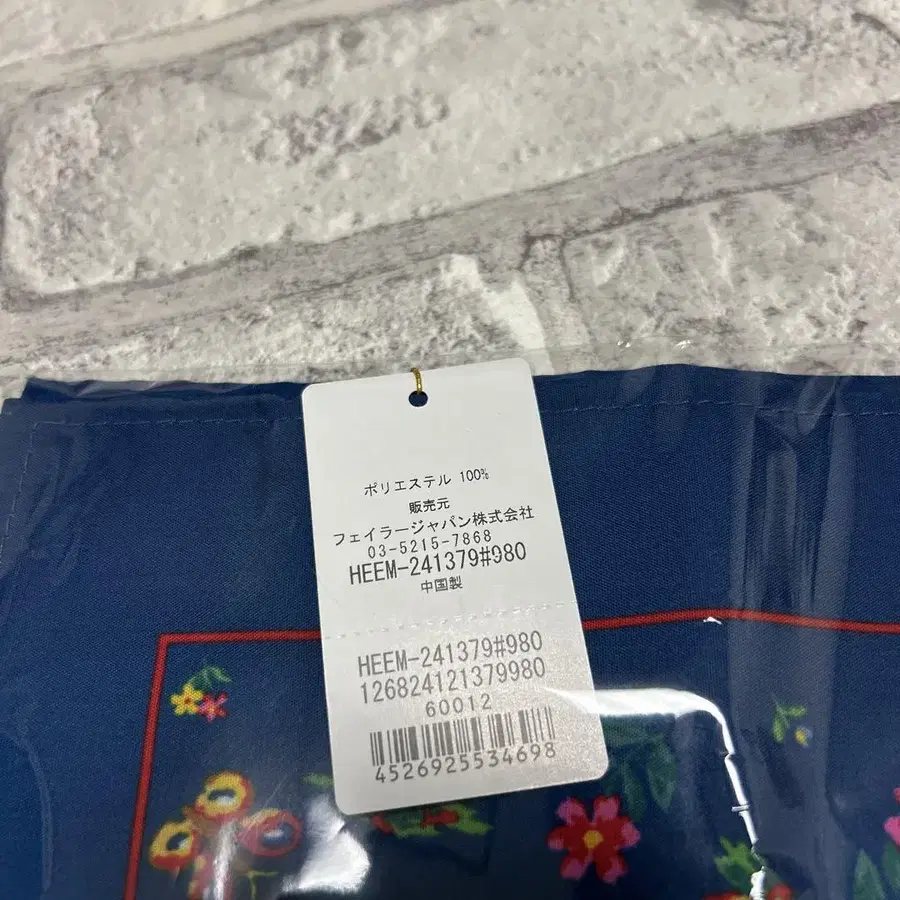 ポリエステル 100%
販売元
フェイラージャパン株式会社
03-5215-7868
HEEM-241379#980
中国製
HEEM-241379#980
126824121379980
60012
4526925534698